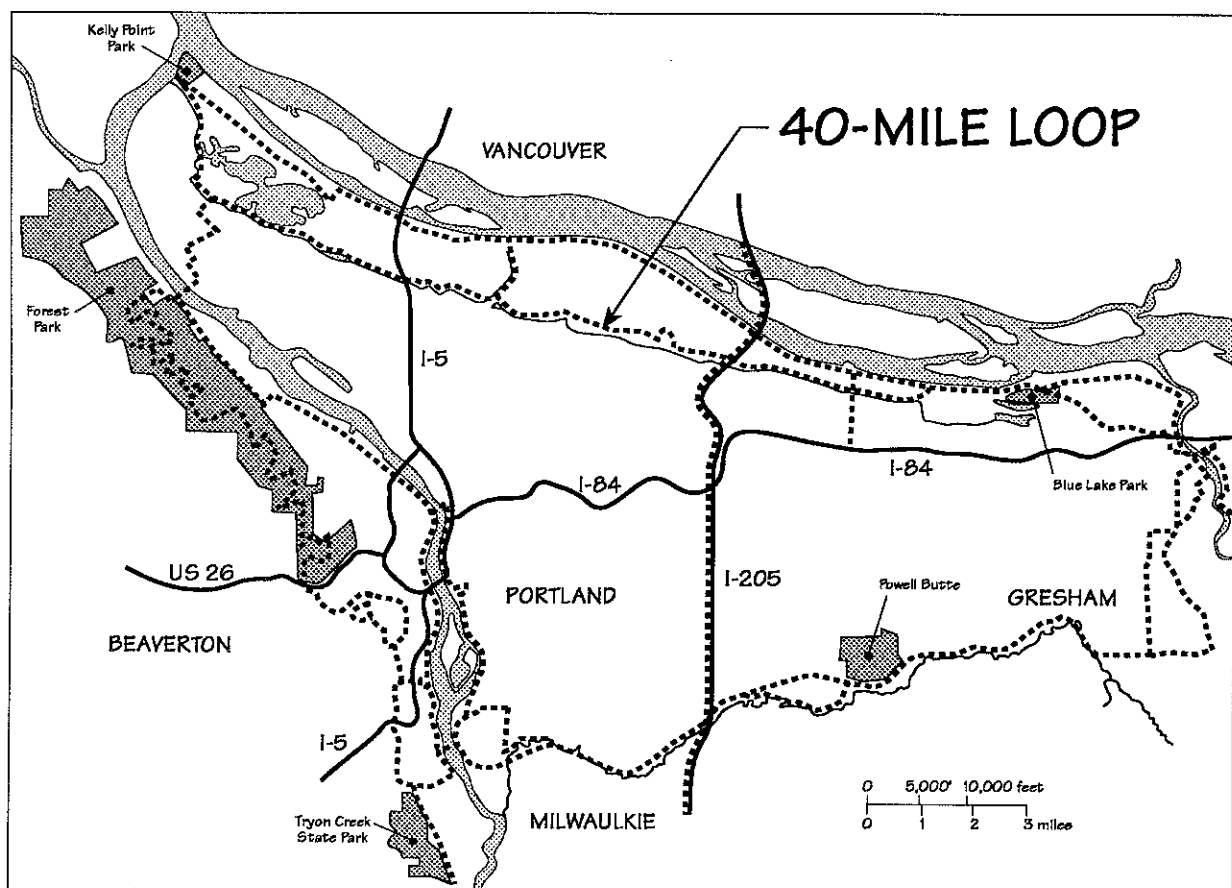 Kelly Point
Park
40-MILE LOOP
VANCOUVER
Forest
Park
I-5
I-84
I-84
Blue Lake Park
US 26
I-205
PORTLAND
Powell Butte
GRESHAM
BEAVERTON
I-5
0 5,000' 10,000 feet
0 1 2 3 miles
MILWAUKIE
Tryon Creek
State Park